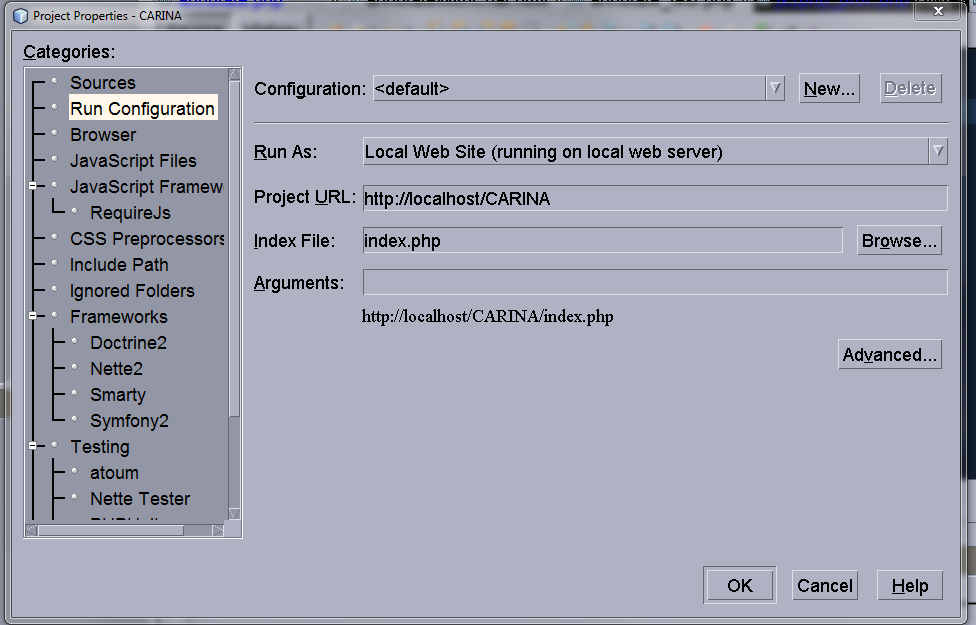 Project Properties - CARINA
Categories:
Sources
Run Configuration
Browser
JavaScript Files
JavaScript Framew
RequireJs
CSS Preprocessors
Include Path
Ignored Folders
Frameworks
Doctrine2
Nette2
Smarty
Symfony2
Testing
atoum
Nette Tester
Configuration: <default> New... Delete
Run As: Local Web Site (running on local web server)
Project URL: http://localhost/CARINA
Index File: index.php Browse...
Arguments:
http://localhost/CARINA/index.php
Advanced...
OK Cancel Help